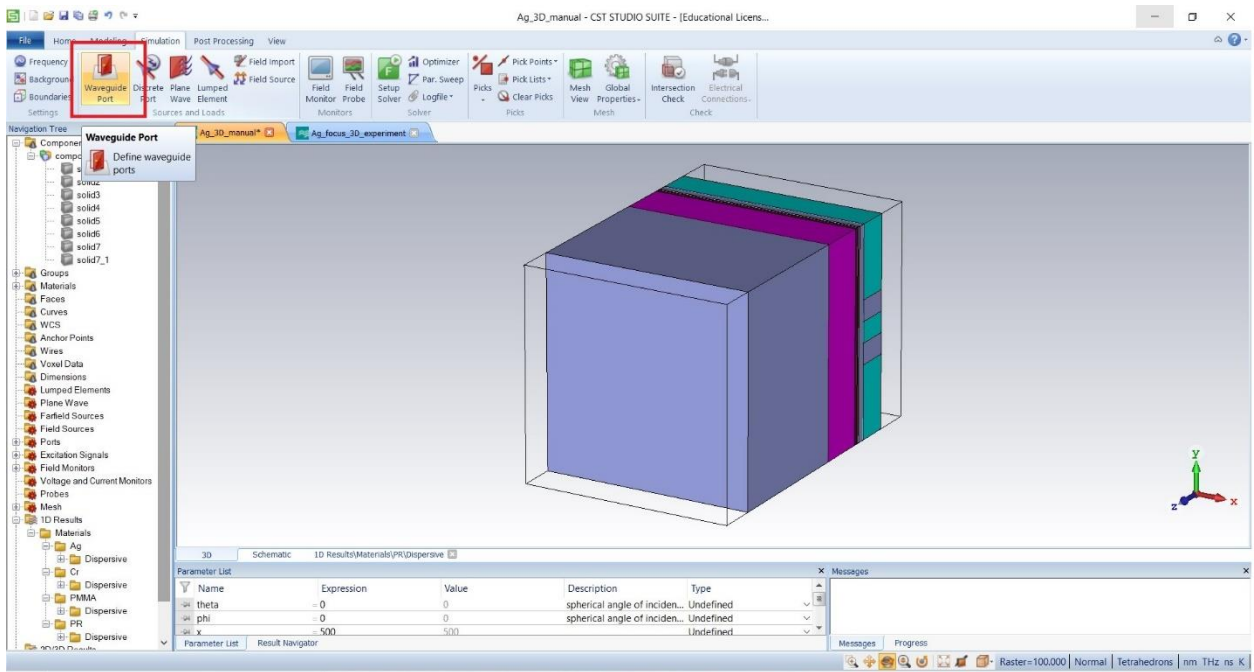 Ag_3D_manual - CST STUDIO SUITE - [Educational Licens...
File Home Modeling Simulation Post Processing View
Frequency
Background
Boundaries
Settings
Waveguide Port
Discrete Port
Plane Wave
Lumped Element
Field Import
Field Source
Sources and Loads
Field Monitor
Field Probe
Monitors
Setup Solver
Optimizer
Par. Sweep
Logfile
Solver
Picks
Pick Points
Pick Lists
Clear Picks
Picks
Mesh View
Global Properties
Mesh
Intersection Check
Electrical Connections
Check
Navigation Tree
Ag_3D_manual*
Ag_focus_3D_experiment
Waveguide Port
Define waveguide
ports
Componen
compo
s
solid2
solid3
solid4
solid5
solid6
solid7
solid7_1
Groups
Materials
Faces
Curves
WCS
Anchor Points
Wires
Voxel Data
Dimensions
Lumped Elements
Plane Wave
Farfield Sources
Field Sources
Ports
Excitation Signals
Field Monitors
Voltage and Current Monitors
Probes
Mesh
1D Results
Materials
Ag
Dispersive
Cr
Dispersive
PMMA
Dispersive
PR
Dispersive
2D/3D Results
y
z x
3D Schematic 1D Results\Materials\PR\Dispersive
Parameter List
Name Expression Value Description Type
theta = 0 0 spherical angle of inciden... Undefined
phi = 0 0 spherical angle of inciden... Undefined
x = 500 500 Undefined
Parameter List Result Navigator
Messages
Messages Progress
Raster=100.000 Normal Tetrahedrons nm THz ns K